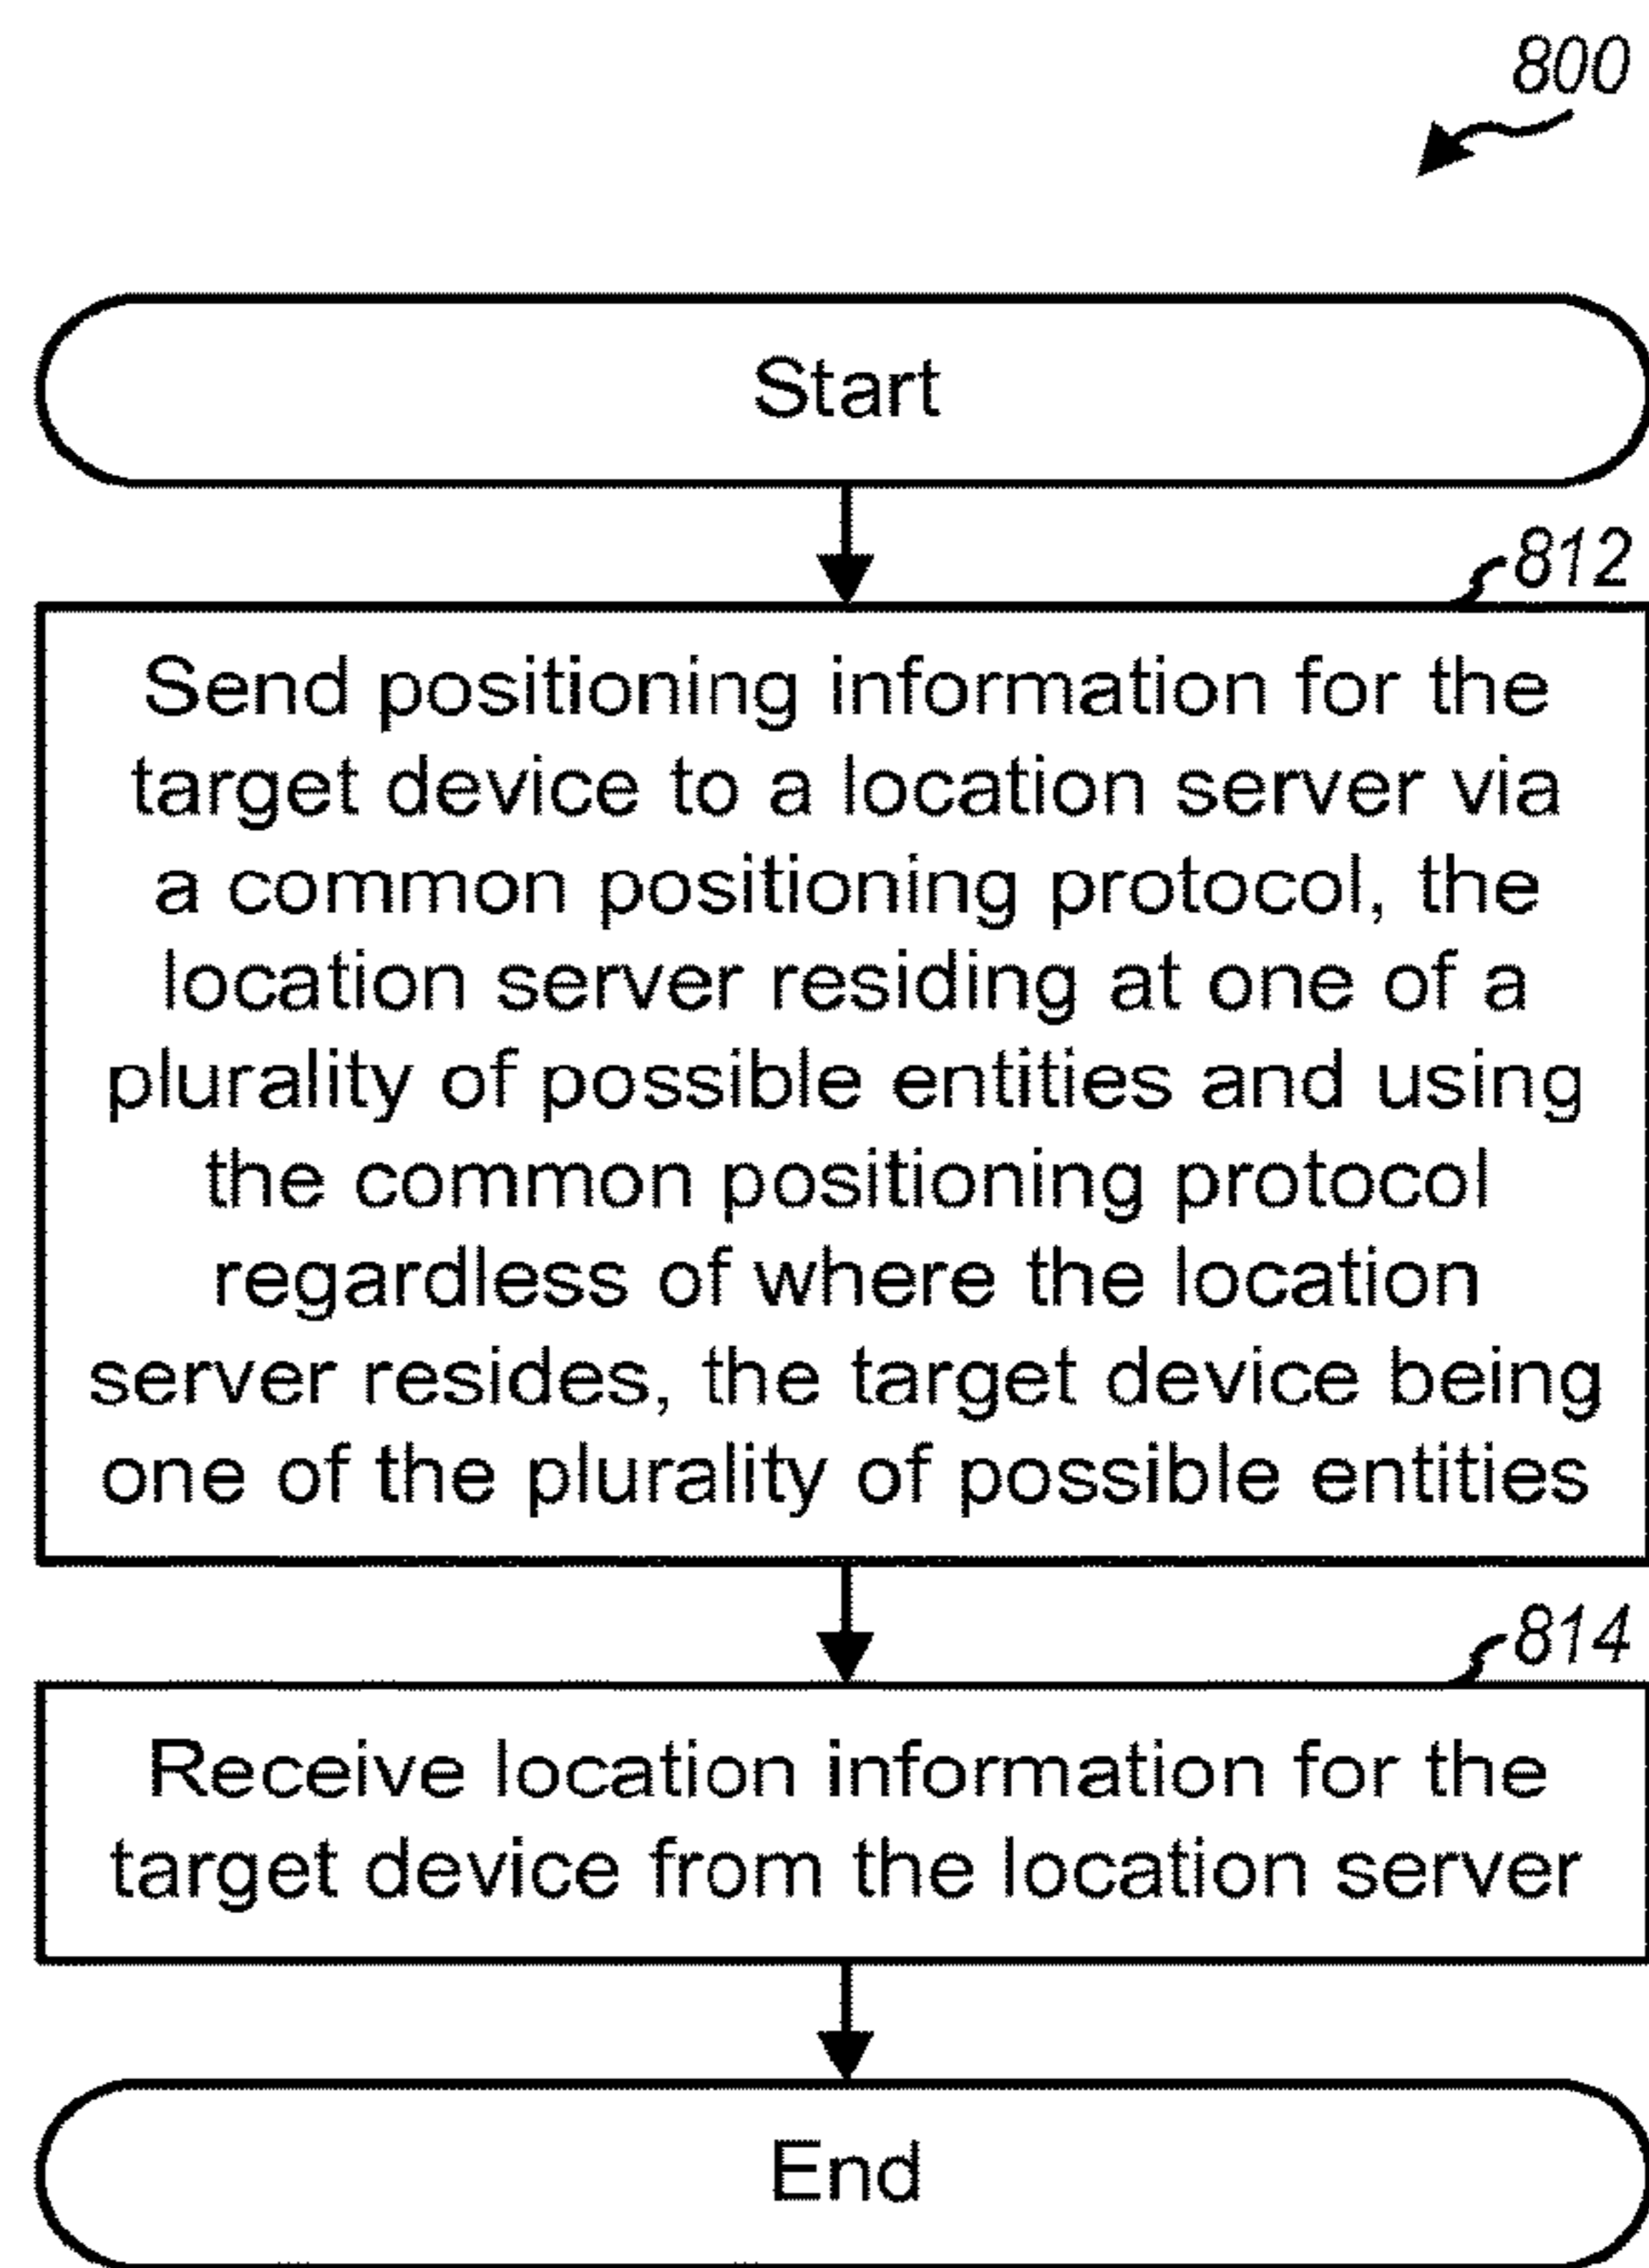 800
Start
812
Send positioning information for the
target device to a location server via
a common positioning protocol, the
location server residing at one of a
plurality of possible entities and using
the common positioning protocol
regardless of where the location
server resides, the target device being
one of the plurality of possible entities
814
Receive location information for the
target device from the location server
End